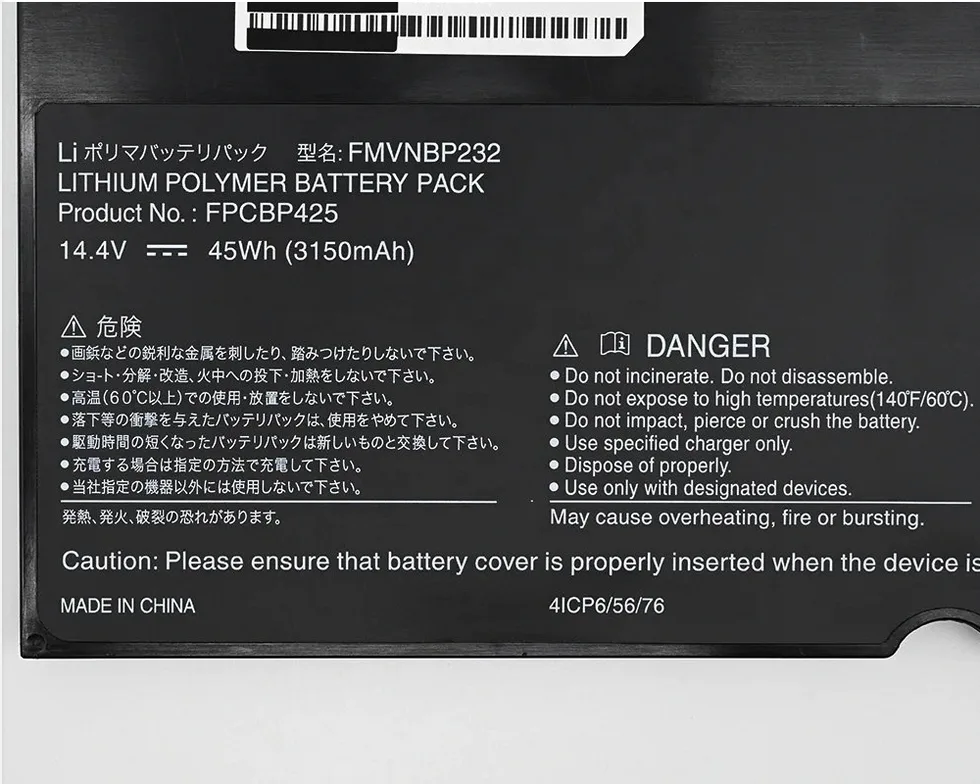 Li ポリマバッテリパック 型名: FMVNBP232
LITHIUM POLYMER BATTERY PACK
Product No. : FPCBP425
14.4V ⎓ 45Wh (3150mAh)
⚠ 危険
●画鋲などの鋭利な金属を刺したり、踏みつけたりしないで下さい。
●ショート・分解・改造、火中への投下・加熱をしないで下さい。
●高温(60℃以上)での使用・放置をしないで下さい。
●落下等の衝撃を与えたバッテリパックは、使用をやめて下さい。
●駆動時間の短くなったバッテリパックは新しいものと交換して下さい。
●充電する場合は指定の方法で充電して下さい。
●当社指定の機器以外には使用しないで下さい。
発熱、発火、破裂の恐れがあります。
⚠ DANGER
●Do not incinerate. Do not disassemble.
●Do not expose to high temperatures(140℉/60℃).
●Do not impact, pierce or crush the battery.
●Use specified charger only.
●Dispose of properly.
●Use only with designated devices.
May cause overheating, fire or bursting.
Caution: Please ensure that battery cover is properly inserted when the device is
MADE IN CHINA
4ICP6/56/76